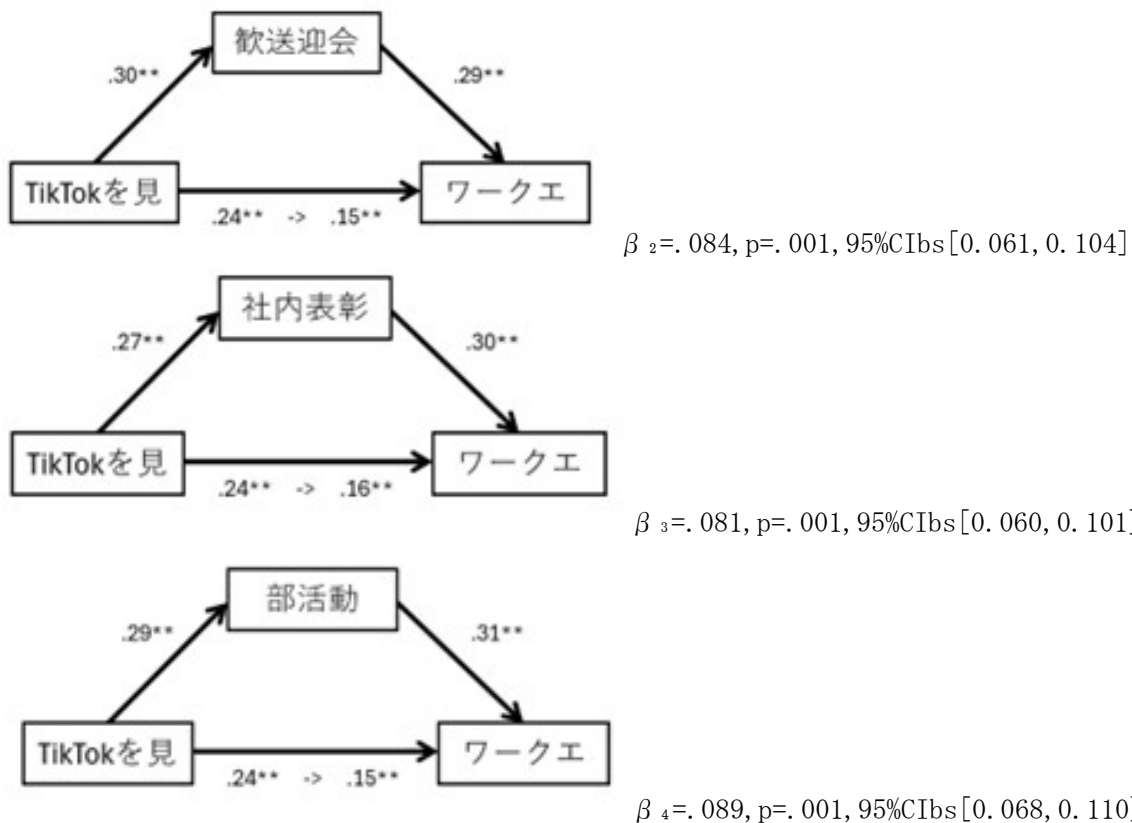 歓送迎会
.30**
.29**
TikTokを見
ワークエ
.24** -> .15**
β 2=.084,p=.001,95%CIbs[0.061,0.104]
社内表彰
.27**
.30**
TikTokを見
ワークエ
.24** -> .16**
β 3=.081,p=.001,95%CIbs[0.060,0.101]
部活動
.29**
.31**
TikTokを見
ワークエ
.24** -> .15**
β 4=.089,p=.001,95%CIbs[0.068,0.110]